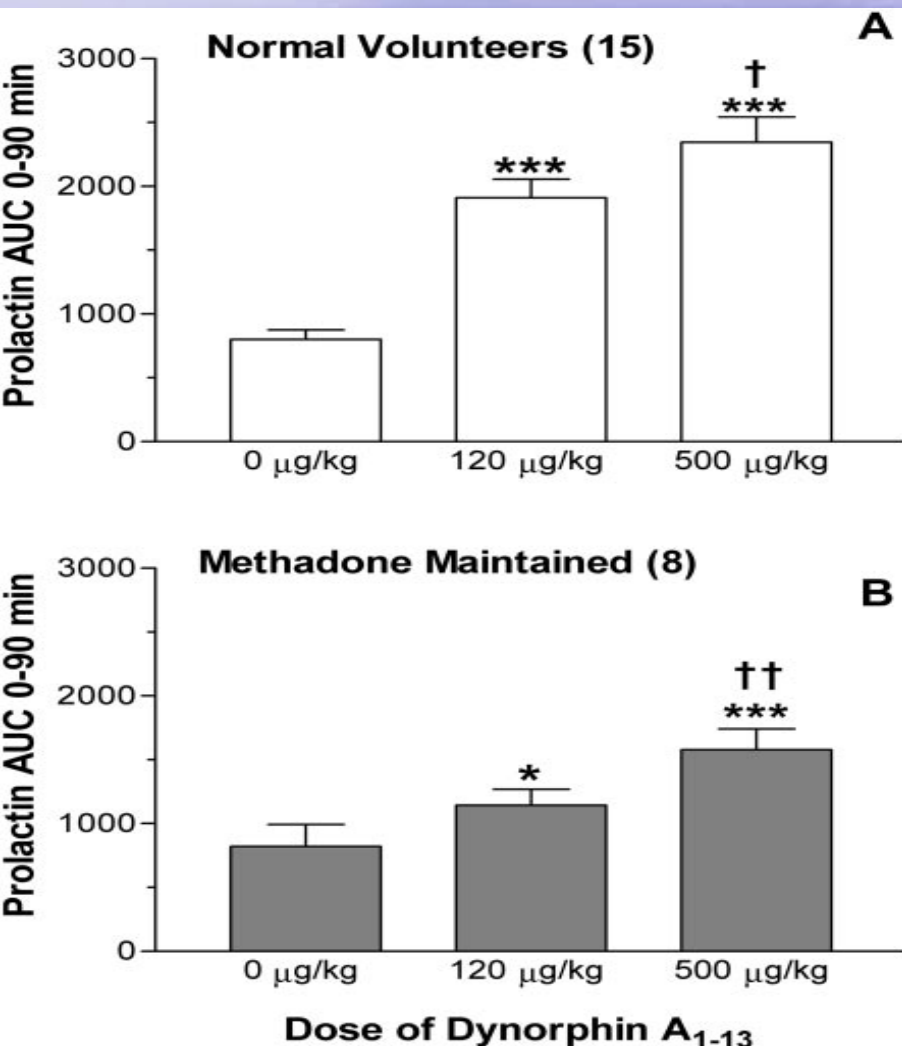 A
Normal Volunteers (15)
Prolactin AUC 0-90 min
3000
2000
1000
0
***
†
***
0 μg/kg 120 μg/kg 500 μg/kg
B
Methadone Maintained (8)
Prolactin AUC 0-90 min
3000
2000
1000
0
*
††
***
0 μg/kg 120 μg/kg 500 μg/kg
Dose of Dynorphin A1-13